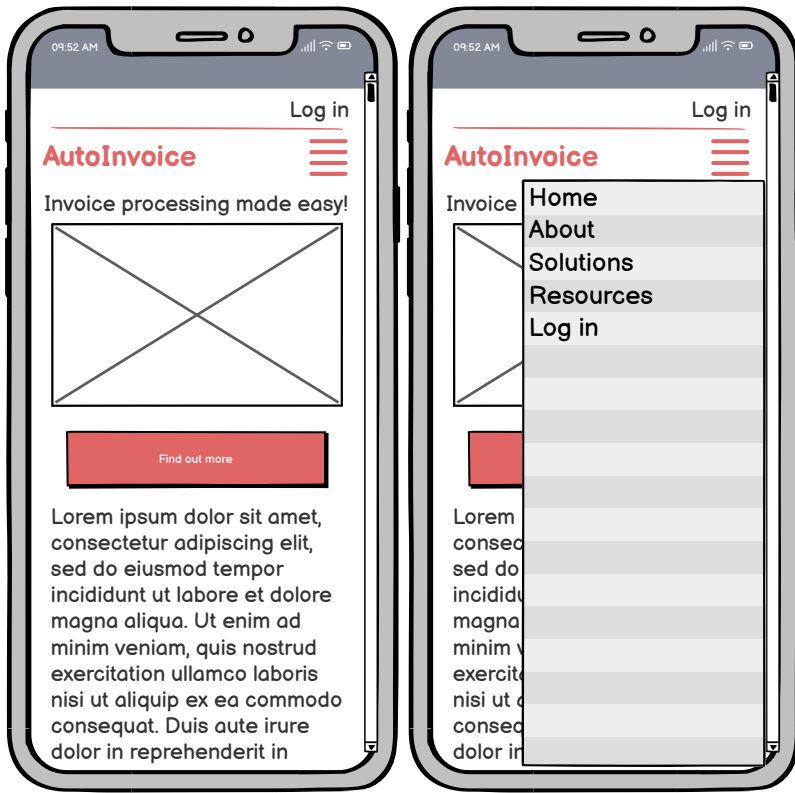 09:52 AM
Log in
AutoInvoice
Invoice processing made easy!
Find out more
Lorem ipsum dolor sit amet,
consectetur adipiscing elit,
sed do eiusmod tempor
incididunt ut labore et dolore
magna aliqua. Ut enim ad
minim veniam, quis nostrud
exercitation ullamco laboris
nisi ut aliquip ex ea commodo
consequat. Duis aute irure
dolor in reprehenderit in
09:52 AM
Log in
AutoInvoice
Invoice
Home
About
Solutions
Resources
Log in
Lorem
consec
sed do
incidid
magna
minim
exercit
nisi ut
conseq
dolor in